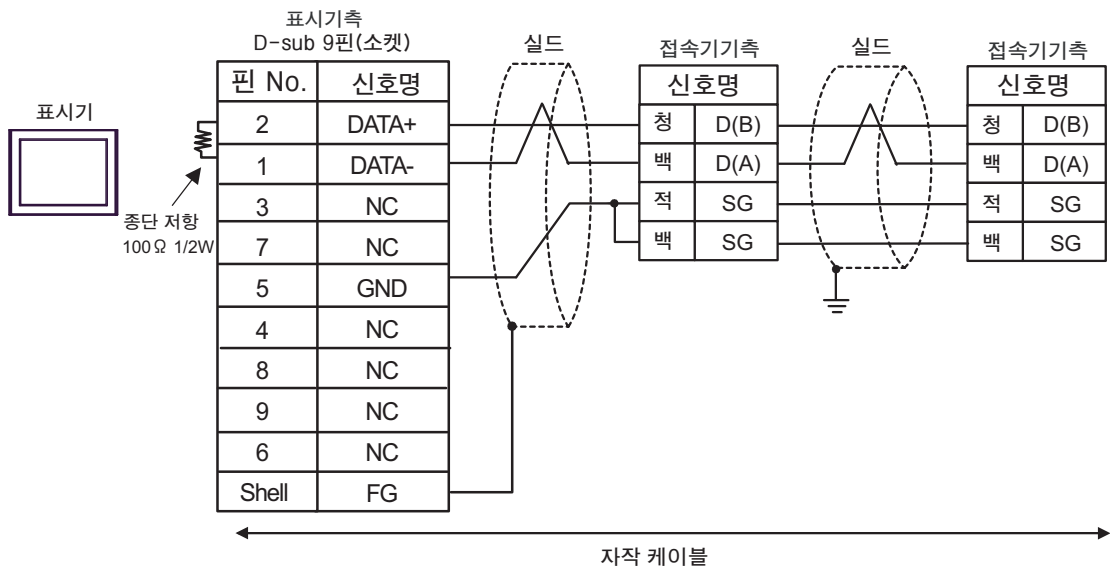 표시기측
D-sub 9핀(소켓)
실드
접속기기측
실드
접속기기측
표시기
핀 No. 신호명
2 DATA+
1 DATA-
3 NC
7 NC
5 GND
4 NC
8 NC
9 NC
6 NC
Shell FG
종단 저항
100Ω 1/2W
신호명
청 D(B)
백 D(A)
적 SG
백 SG
신호명
청 D(B)
백 D(A)
적 SG
백 SG
자작 케이블